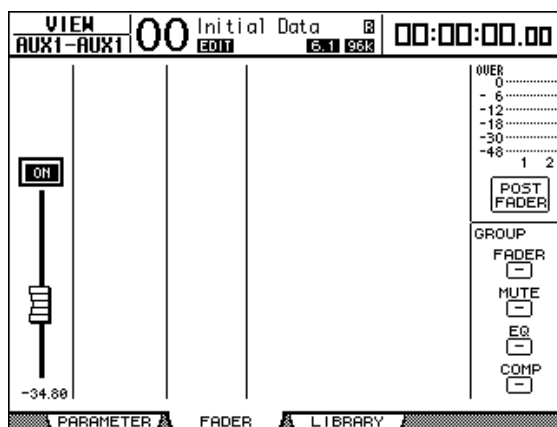 VIEW
AUX1-AUX1
00
Initial Data
R
EDIT
6.1
96k
00:00:00.00
ON
-34.80
OVER
0
- 6
-12
-18
-30
-48
1 2
POST
FADER
GROUP
FADER
-
MUTE
-
EQ
-
COMP
-
PARAMETER
FADER
LIBRARY